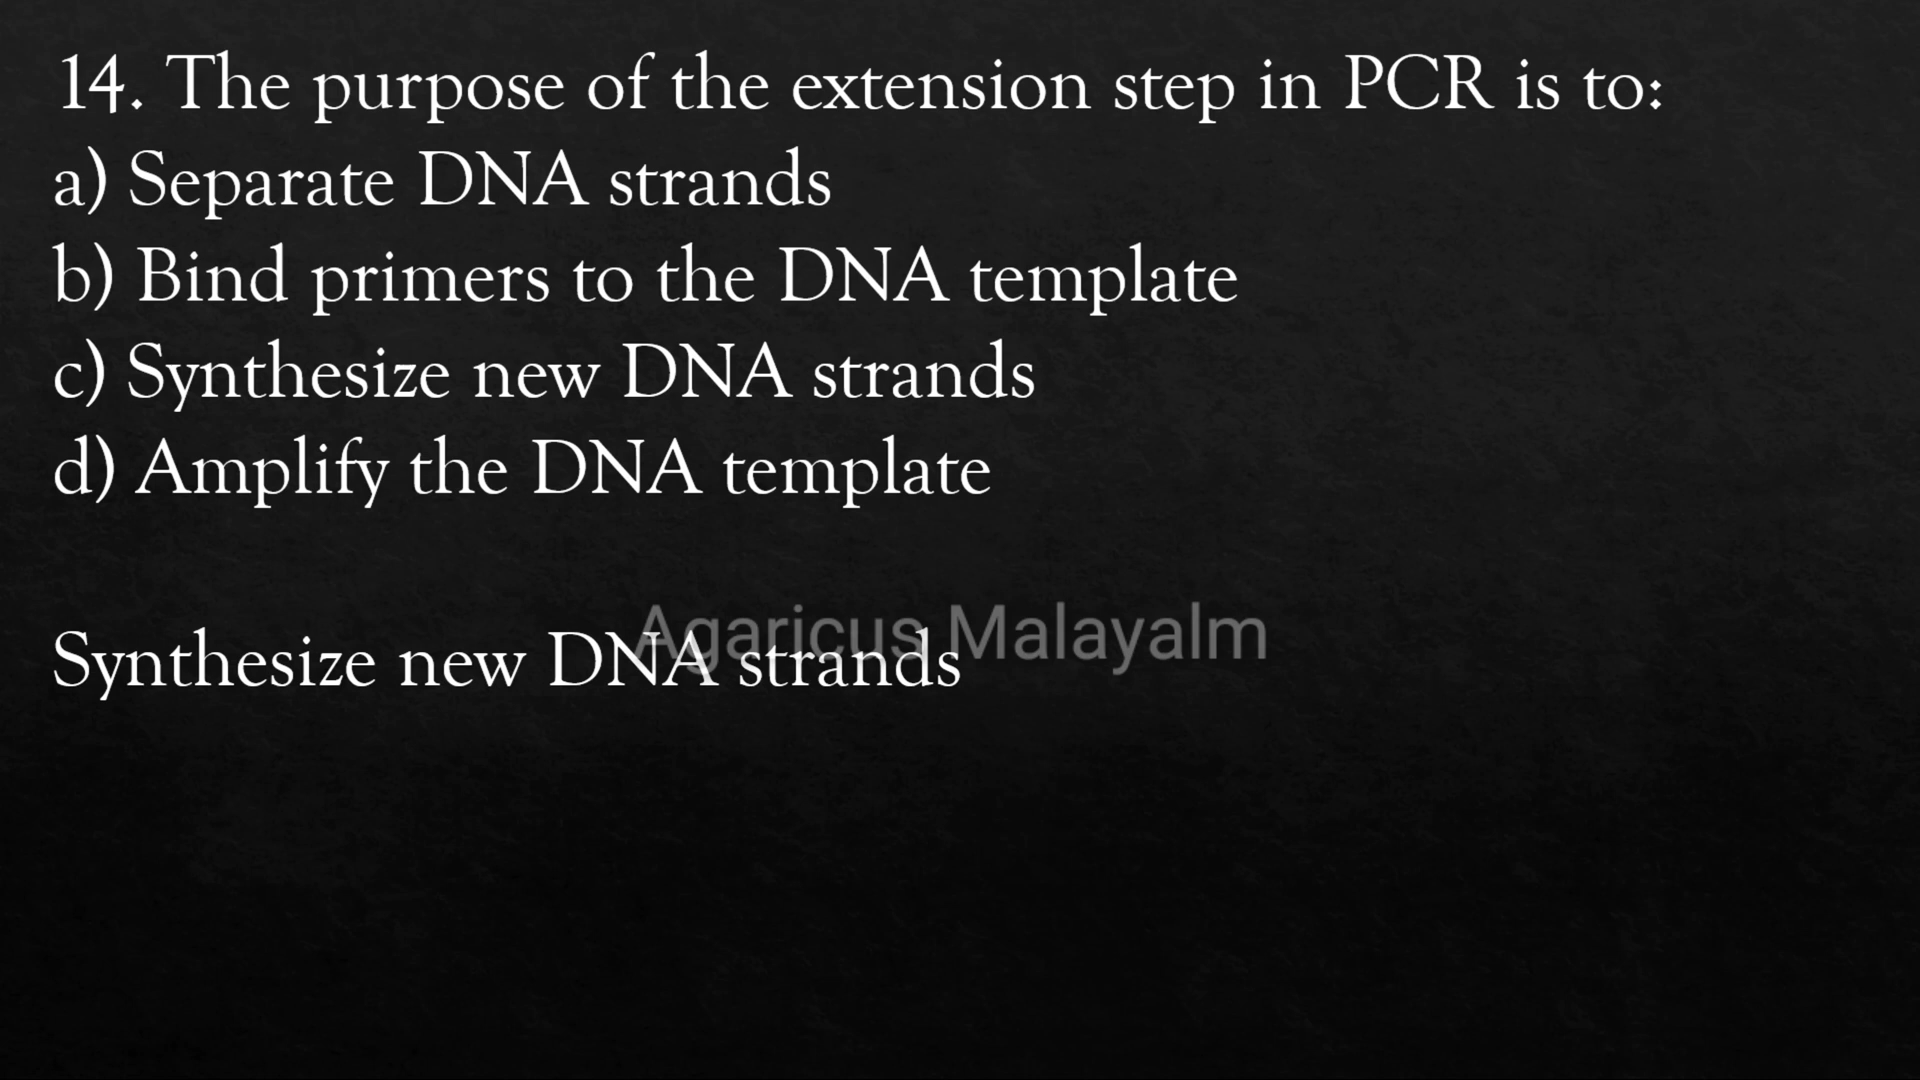 14. The purpose of the extension step in PCR is to:
a) Separate DNA strands
b) Bind primers to the DNA template
c) Synthesize new DNA strands
d) Amplify the DNA template
Agaricus Malayalm
Synthesize new DNA strands